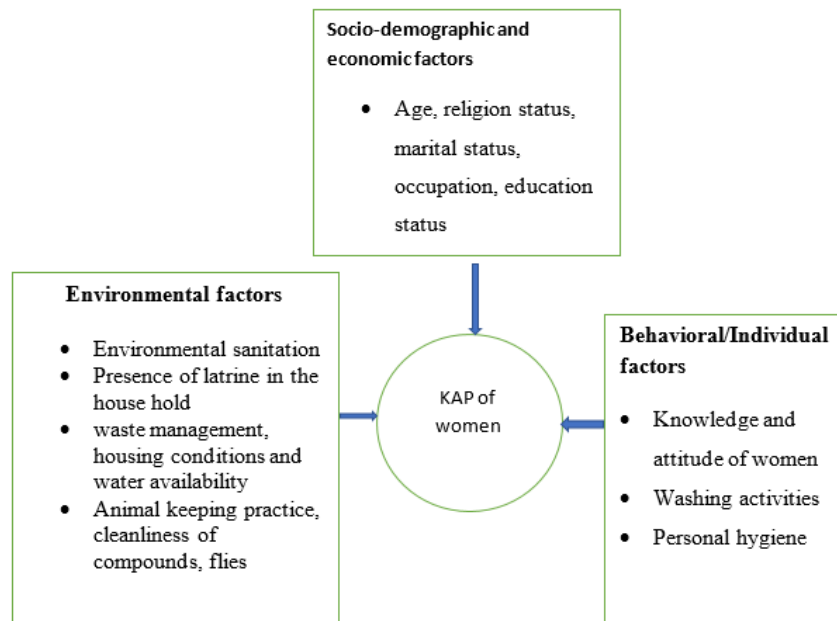 Socio-demographic and
economic factors
• Age, religion status,
marital status,
occupation, education
status
Environmental factors
• Environmental sanitation
• Presence of latrine in the
house hold
• waste management,
housing conditions and
water availability
• Animal keeping practice,
cleanliness of
compounds, flies
KAP of
women
Behavioral/Individual
factors
• Knowledge and
attitude of women
• Washing activities
• Personal hygiene